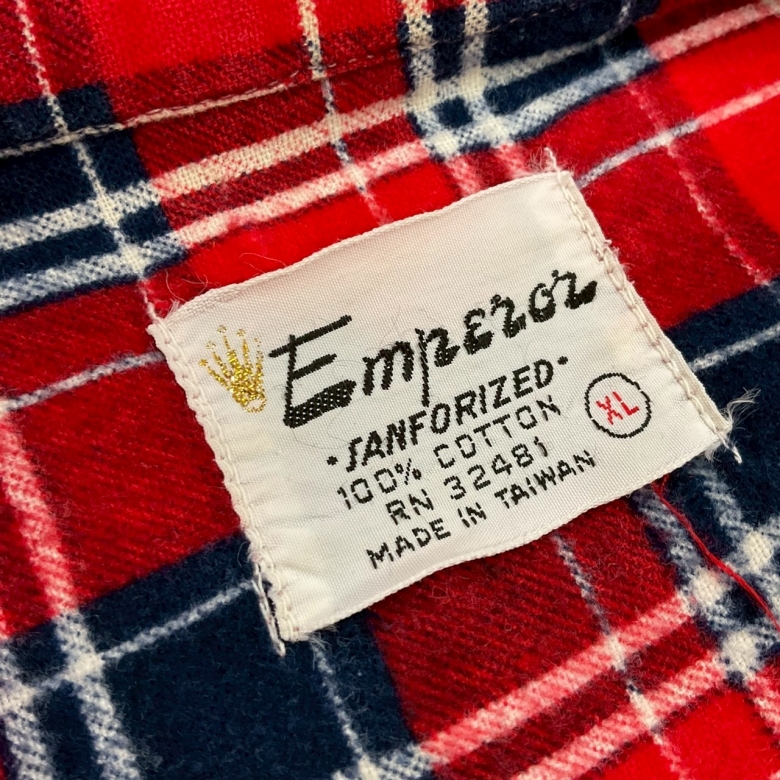 Emperor
•SANFORIZED•
100% COTTON
RN 32481
MADE IN TAIWAN
XL